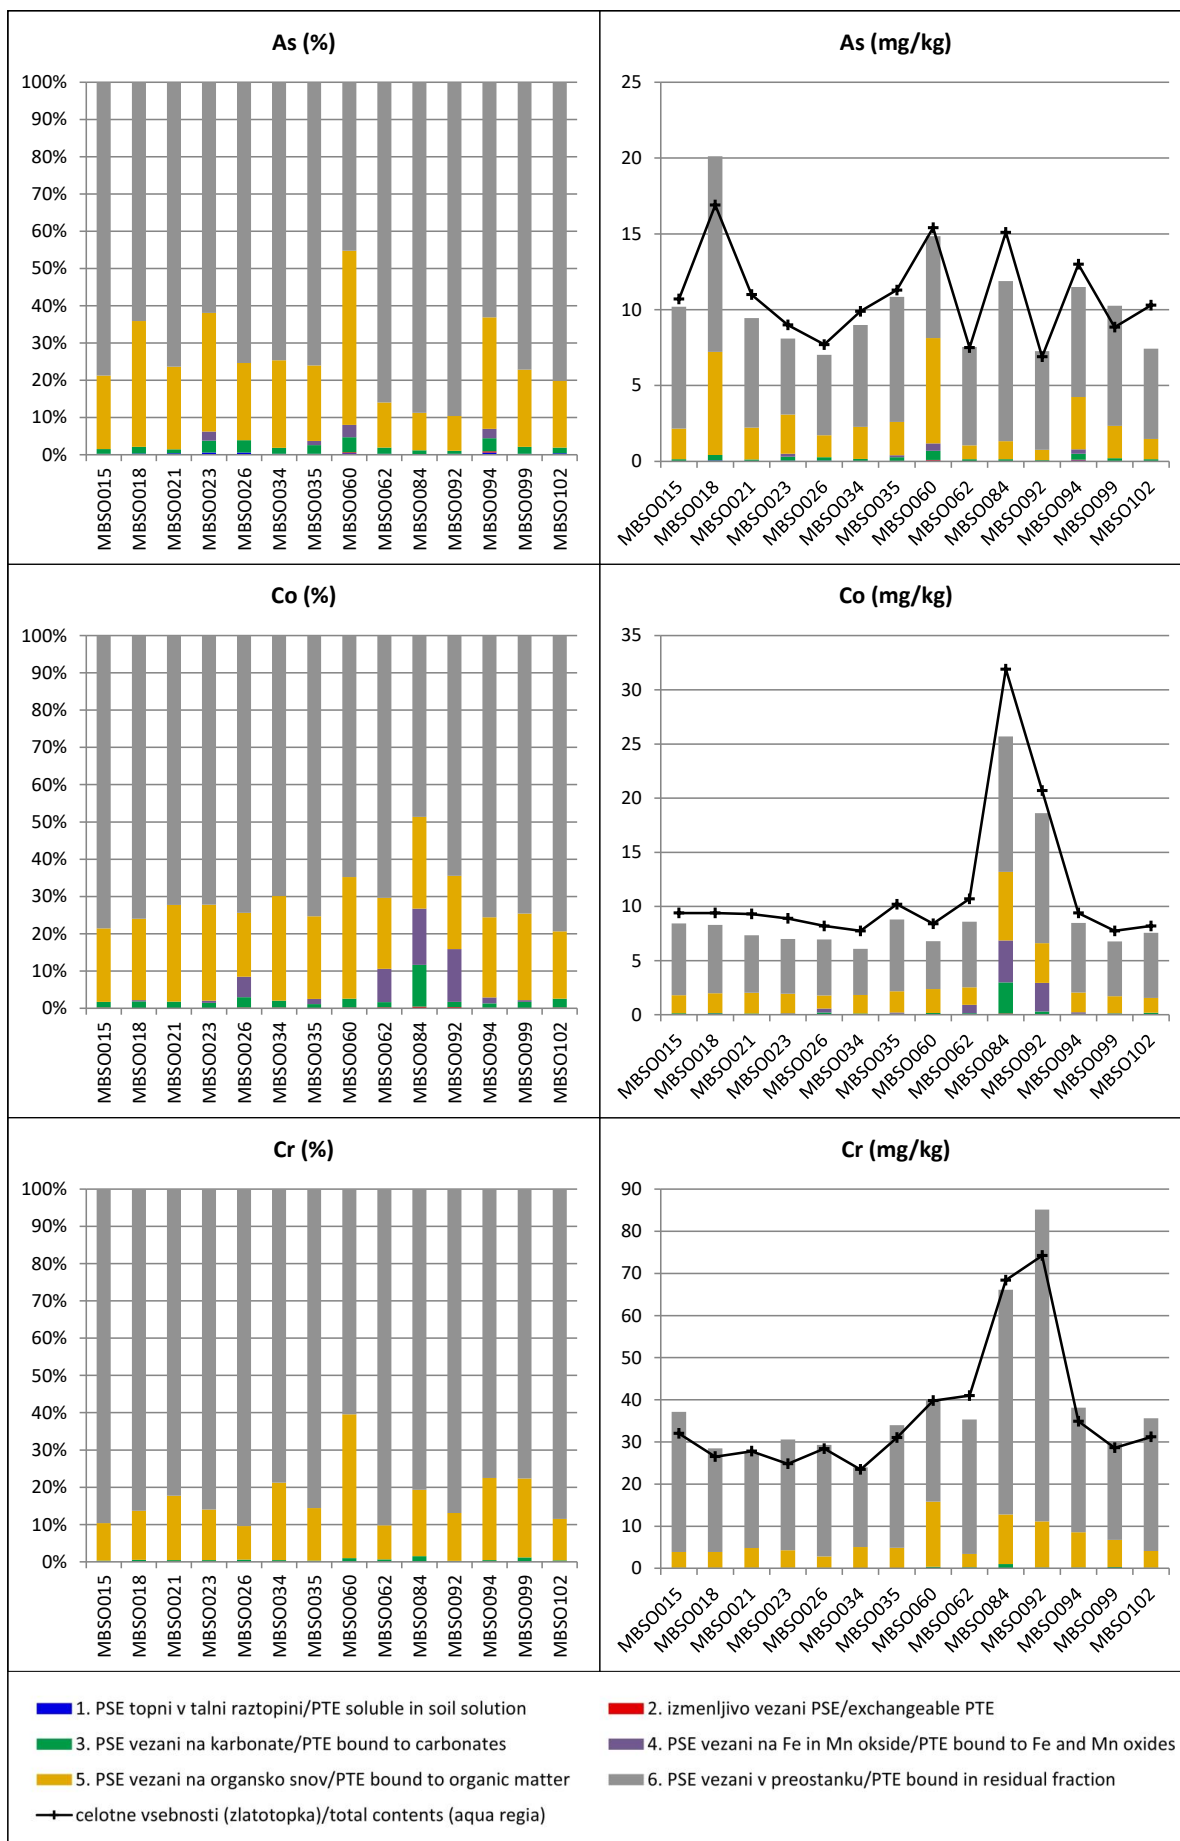 As (%)
100%
90%
80%
70%
60%
50%
40%
30%
20%
10%
0%
MBSO015
MBSO018
MBSO021
MBSO023
MBSO026
MBSO034
MBSO035
MBSO060
MBSO062
MBSO084
MBSO092
MBSO094
MBSO099
MBSO102
As (mg/kg)
25
20
15
10
5
0
MBSO015
MBSO018
MBSO021
MBSO023
MBSO026
MBSO034
MBSO035
MBSO060
MBSO062
MBSO084
MBSO092
MBSO094
MBSO099
MBSO102
Co (%)
100%
90%
80%
70%
60%
50%
40%
30%
20%
10%
0%
MBSO015
MBSO018
MBSO021
MBSO023
MBSO026
MBSO034
MBSO035
MBSO060
MBSO062
MBSO084
MBSO092
MBSO094
MBSO099
MBSO102
Co (mg/kg)
35
30
25
20
15
10
5
0
MBSO015
MBSO018
MBSO021
MBSO023
MBSO026
MBSO034
MBSO035
MBSO060
MBSO062
MBSO084
MBSO092
MBSO094
MBSO099
MBSO102
Cr (%)
100%
90%
80%
70%
60%
50%
40%
30%
20%
10%
0%
MBSO015
MBSO018
MBSO021
MBSO023
MBSO026
MBSO034
MBSO035
MBSO060
MBSO062
MBSO084
MBSO092
MBSO094
MBSO099
MBSO102
Cr (mg/kg)
90
80
70
60
50
40
30
20
10
0
MBSO015
MBSO018
MBSO021
MBSO023
MBSO026
MBSO034
MBSO035
MBSO060
MBSO062
MBSO084
MBSO092
MBSO094
MBSO099
MBSO102
1. PSE topni v talni raztopini/PTE soluble in soil solution
2. izmenljivo vezani PSE/exchangeable PTE
3. PSE vezani na karbonate/PTE bound to carbonates
4. PSE vezani na Fe in Mn okside/PTE bound to Fe and Mn oxides
5. PSE vezani na organsko snov/PTE bound to organic matter
6. PSE vezani v preostanku/PTE bound in residual fraction
celotne vsebnosti (zlatotopka)/total contents (aqua regia)